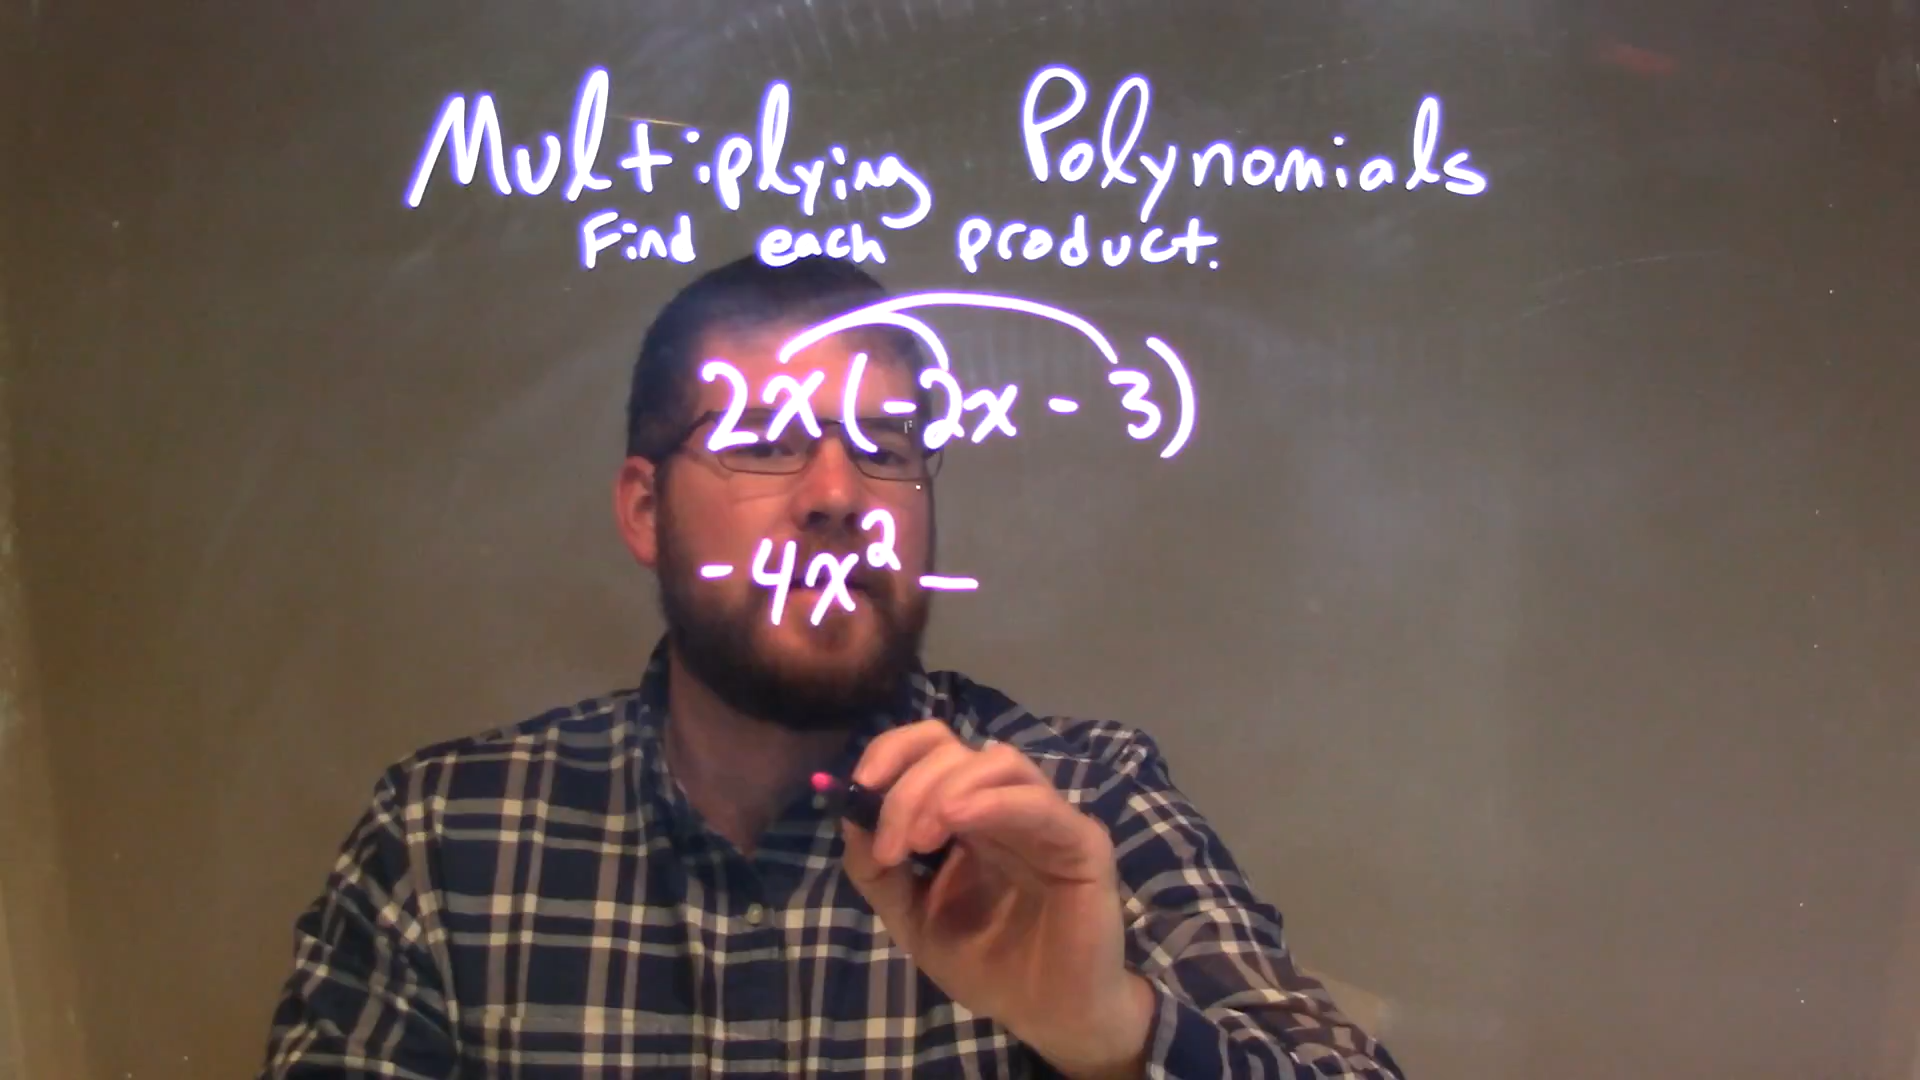 Multiplying Polynomials
Find each product.
2x(-2x - 3)
-4x² -